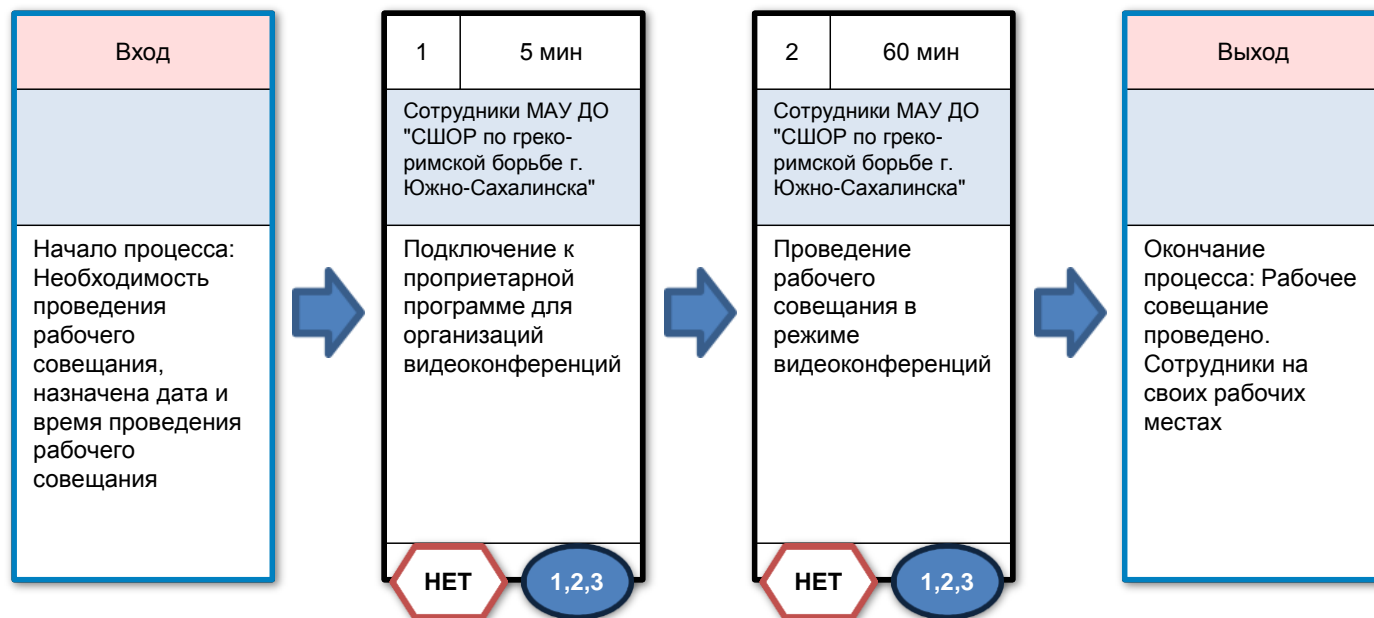 Вход
Начало процесса:
Необходимость
проведения
рабочего
совещания,
назначена дата и
время проведения
рабочего
совещания
1
5 мин
Сотрудники МАУ ДО
"СШОР по греко-
римской борьбе г.
Южно-Сахалинска"
Подключение к
проприетарной
программе для
организаций
видеоконференций
НЕТ
1,2,3
2
60 мин
Сотрудники МАУ ДО
"СШОР по греко-
римской борьбе г.
Южно-Сахалинска"
Проведение
рабочего
совещания в
режиме
видеоконференций
НЕТ
1,2,3
Выход
Окончание
процесса: Рабочее
совещание
проведено.
Сотрудники на
своих рабочих
местах